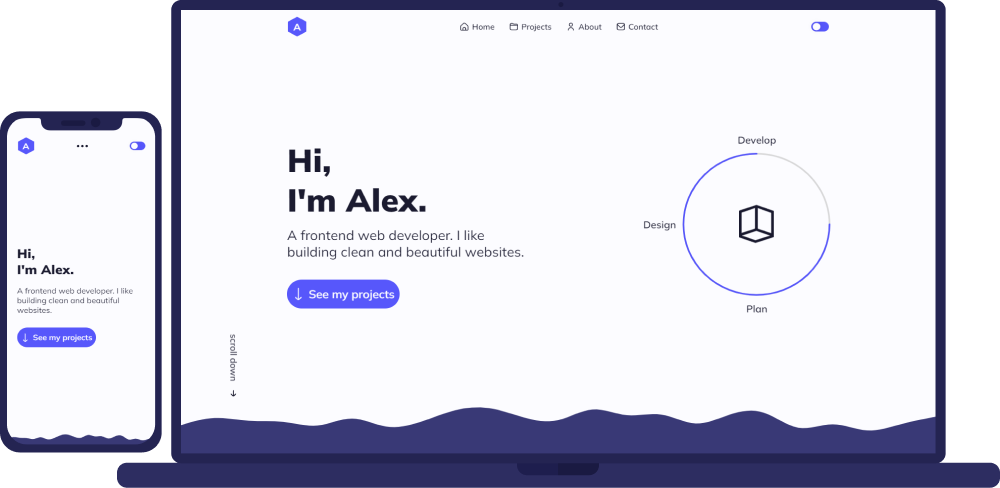 A
Home
Projects
About
Contact
Hi,
I'm Alex.
A frontend web developer. I like
building clean and beautiful websites.
↓ See my projects
Develop
Design
Plan
scroll down →
A
Hi,
I'm Alex.
A frontend web developer. I like
building clean and beautiful
websites.
↓ See my projects